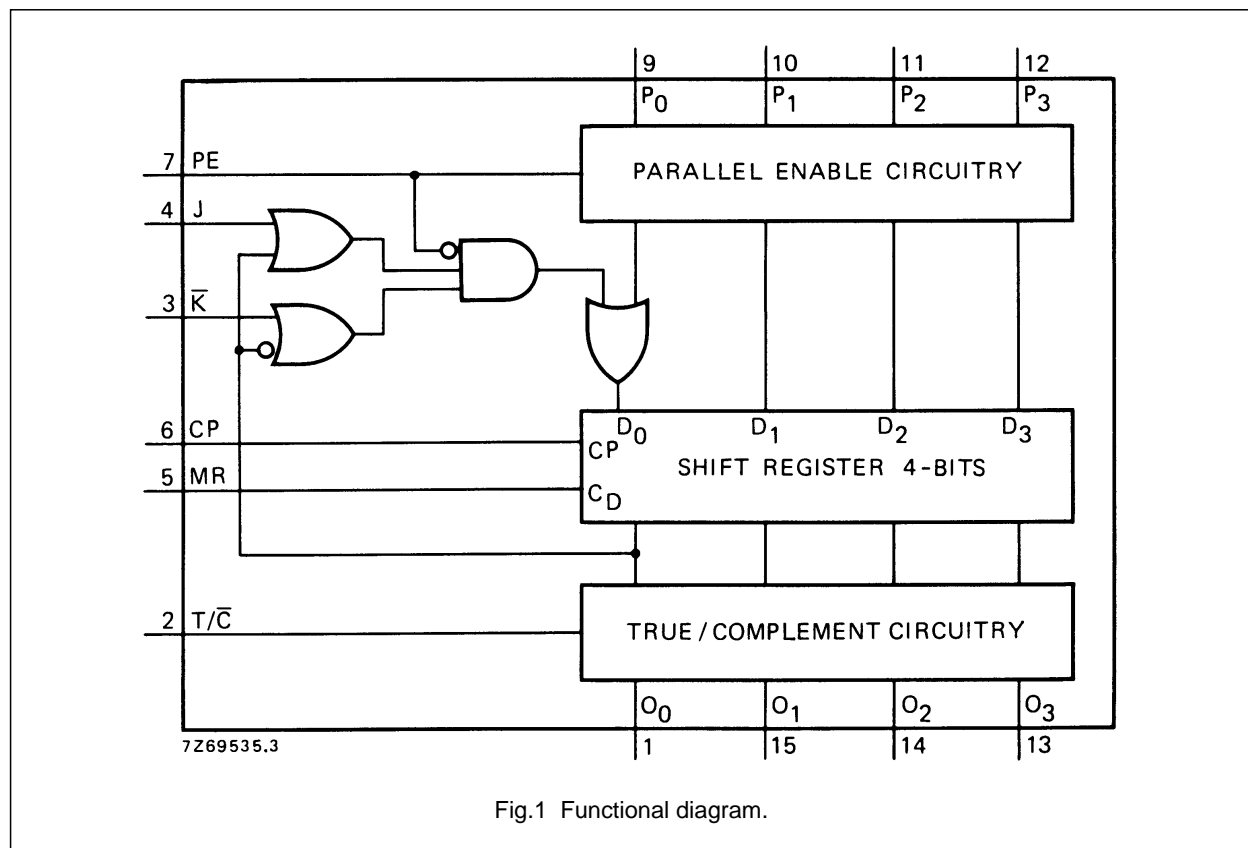 9 10 11 12
P0 P1 P2 P3
7 PE
PARALLEL ENABLE CIRCUITRY
4 J
3 K̅
D0 D1 D2 D3
6 CP
CP
SHIFT REGISTER 4-BITS
5 MR
CD
2 T/C̅
TRUE/COMPLEMENT CIRCUITRY
O0 O1 O2 O3
7Z69535.3
1 15 14 13
Fig.1 Functional diagram.